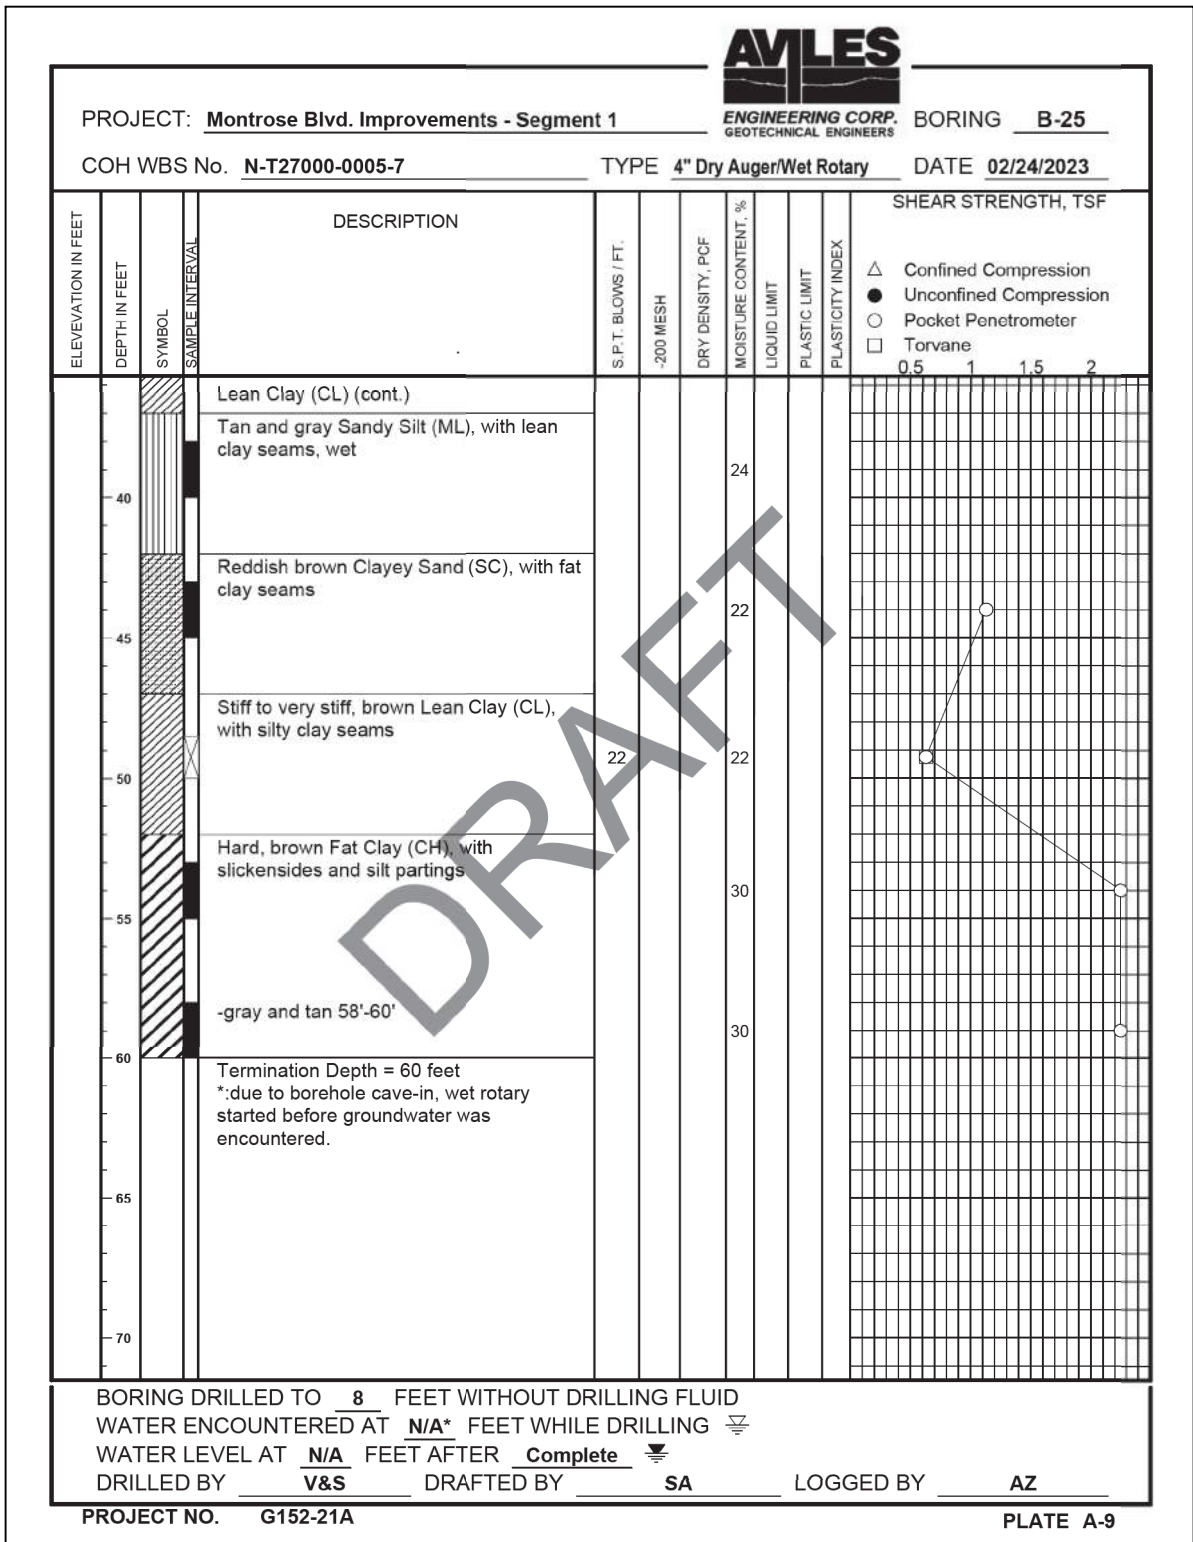 AVILES
ENGINEERING CORP.
GEOTECHNICAL ENGINEERS
PROJECT: Montrose Blvd. Improvements - Segment 1 BORING B-25
COH WBS No. N-T27000-0005-7 TYPE 4" Dry Auger/Wet Rotary DATE 02/24/2023
ELEVEVATION IN FEET
DEPTH IN FEET
SYMBOL
SAMPLE INTERVAL
DESCRIPTION
S.P.T. BLOWS / FT.
-200 MESH
DRY DENSITY, PCF
MOISTURE CONTENT, %
LIQUID LIMIT
PLASTIC LIMIT
PLASTICITY INDEX
SHEAR STRENGTH, TSF
△ Confined Compression
● Unconfined Compression
○ Pocket Penetrometer
□ Torvane
0.5 1 1.5 2
Lean Clay (CL) (cont.)
Tan and gray Sandy Silt (ML), with lean
clay seams, wet
24
40
Reddish brown Clayey Sand (SC), with fat
clay seams
22
45
Stiff to very stiff, brown Lean Clay (CL),
with silty clay seams
22 22
50
Hard, brown Fat Clay (CH), with
slickensides and silt partings
30
55
-gray and tan 58'-60'
30
60
Termination Depth = 60 feet
*:due to borehole cave-in, wet rotary
started before groundwater was
encountered.
65
70
DRAFT
BORING DRILLED TO 8 FEET WITHOUT DRILLING FLUID
WATER ENCOUNTERED AT N/A* FEET WHILE DRILLING
WATER LEVEL AT N/A FEET AFTER Complete
DRILLED BY V&S DRAFTED BY SA LOGGED BY AZ
PROJECT NO. G152-21A PLATE A-9